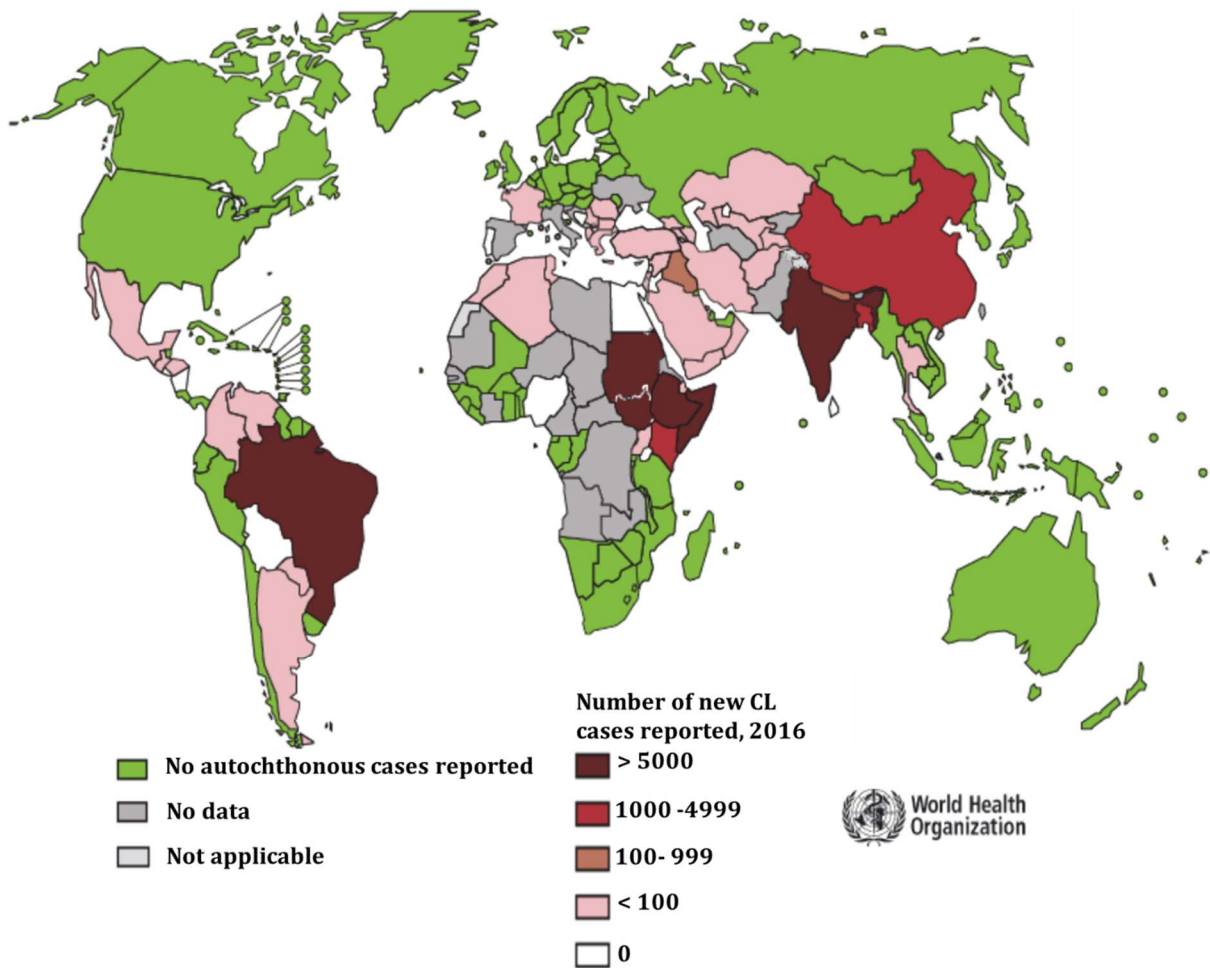 Number of new CL
cases reported, 2016
No autochthonous cases reported
No data
Not applicable
> 5000
1000 -4999
100- 999
< 100
0
World Health
Organization